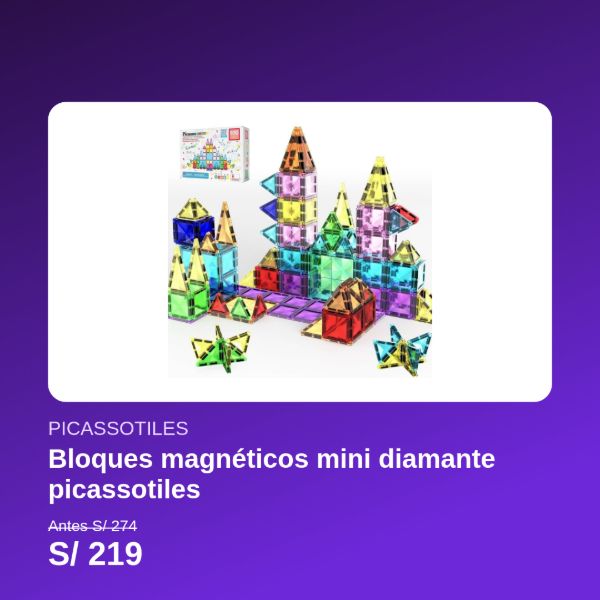 PICASSOTILES
Bloques magnéticos mini diamante
picassotiles
Antes S/ 274
S/ 219